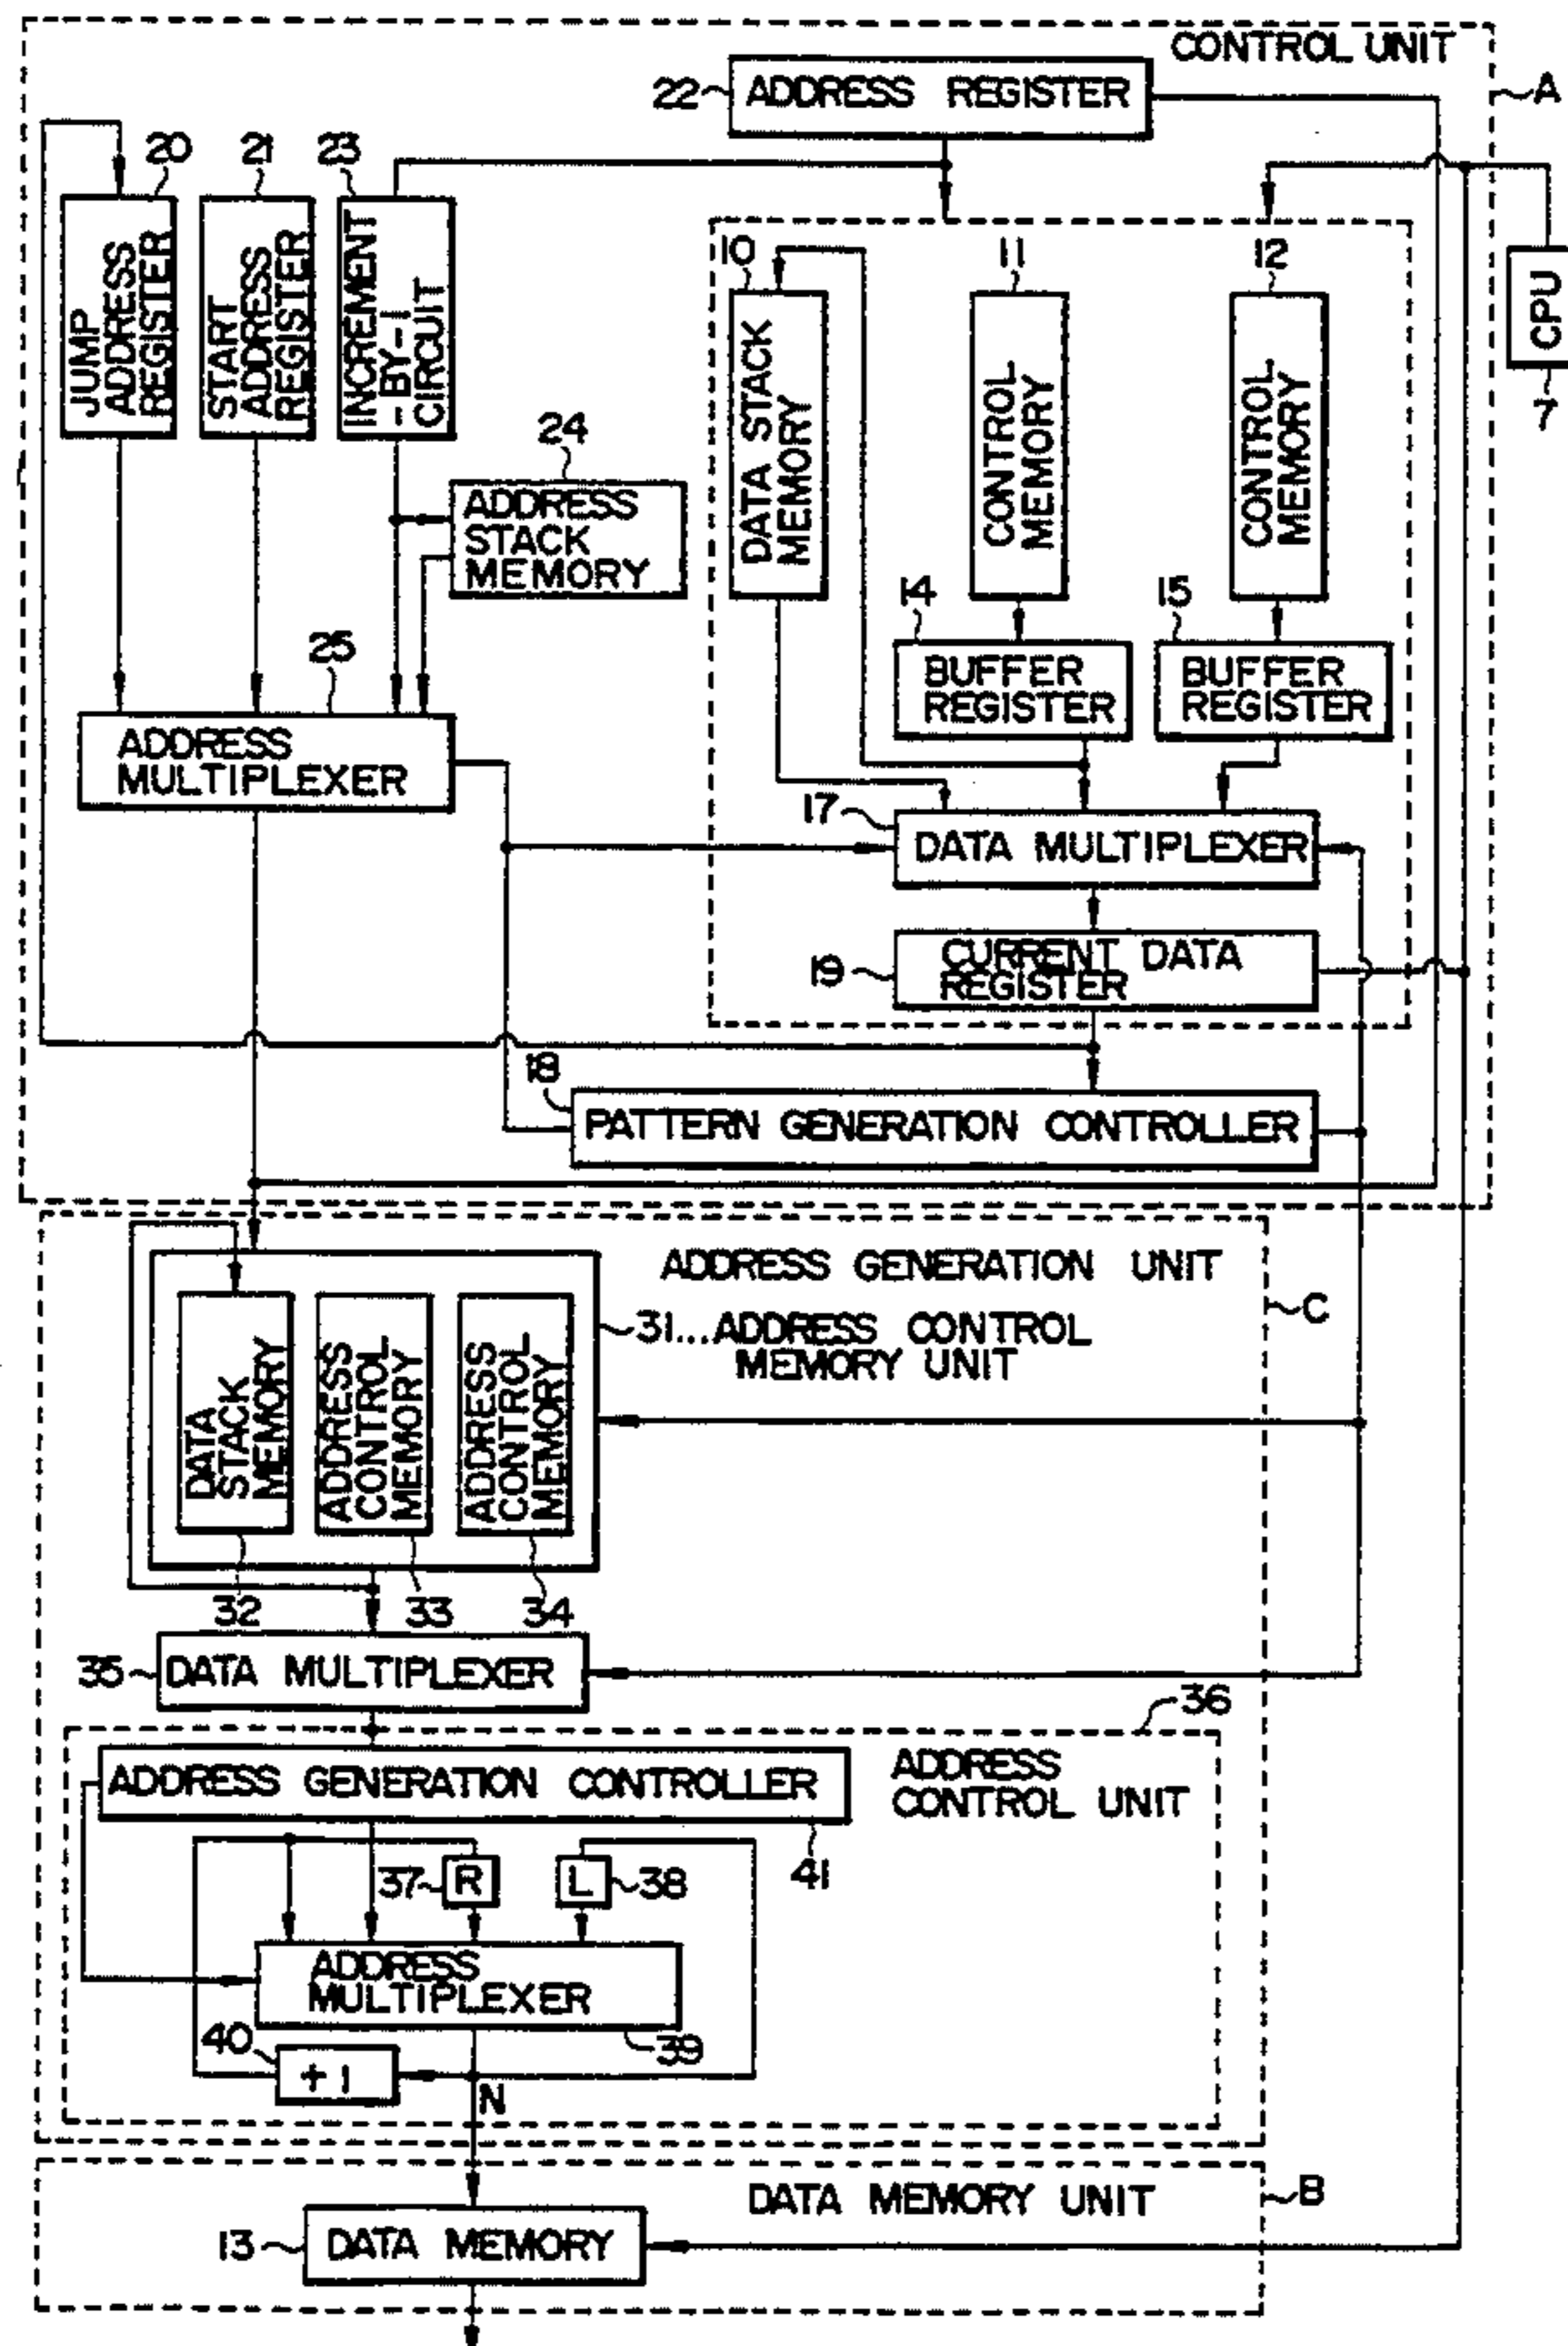 CONTROL UNIT
A
22
ADDRESS REGISTER
20
21
23
JUMP
ADDRESS
REGISTER
START
ADDRESS
REGISTER
INCREMENT
-BY-1
CIRCUIT
10
11
12
DATA STACK
MEMORY
CONTROL
MEMORY
CONTROL
MEMORY
CPU
7
24
ADDRESS
STACK
MEMORY
14
15
BUFFER
REGISTER
BUFFER
REGISTER
25
ADDRESS
MULTIPLEXER
17
DATA MULTIPLEXER
19
CURRENT DATA
REGISTER
18
PATTERN GENERATION CONTROLLER
ADDRESS GENERATION UNIT
C
31...ADDRESS CONTROL
MEMORY UNIT
DATA
STACK
MEMORY
ADDRESS
CONTROL
MEMORY
ADDRESS
CONTROL
MEMORY
32
33
34
35
DATA MULTIPLEXER
36
ADDRESS GENERATION CONTROLLER
ADDRESS
CONTROL UNIT
41
37
R
L
38
ADDRESS
MULTIPLEXER
39
40
+1
N
DATA MEMORY UNIT
B
13
DATA MEMORY